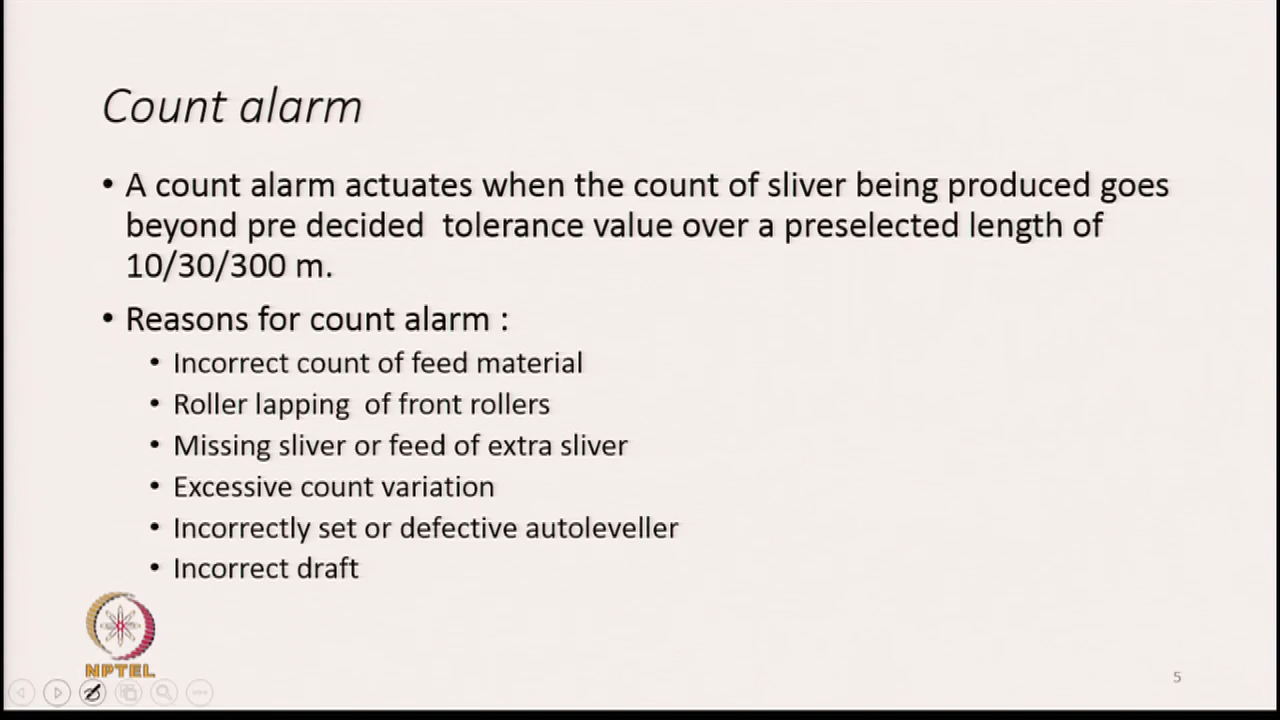 Count alarm
• A count alarm actuates when the count of sliver being produced goes
beyond pre decided  tolerance value over a preselected length of
10/30/300 m.
• Reasons for count alarm :
• Incorrect count of feed material
• Roller lapping  of front rollers
• Missing sliver or feed of extra sliver
• Excessive count variation
• Incorrectly set or defective autoleveller
• Incorrect draft
NPTEL
5